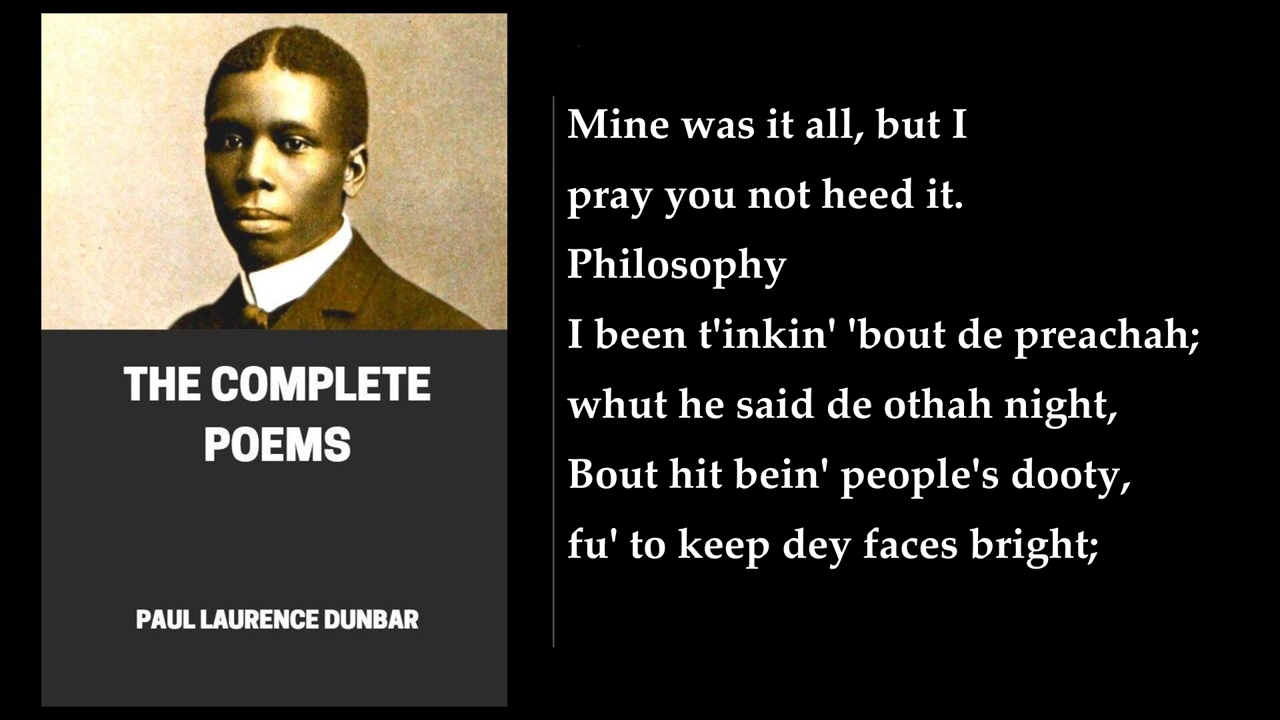 THE COMPLETE
POEMS
PAUL LAURENCE DUNBAR
Mine was it all, but I
pray you not heed it.
Philosophy
I been t'inkin' 'bout de preachah;
whut he said de othah night,
Bout hit bein' people's dooty,
fu' to keep dey faces bright;